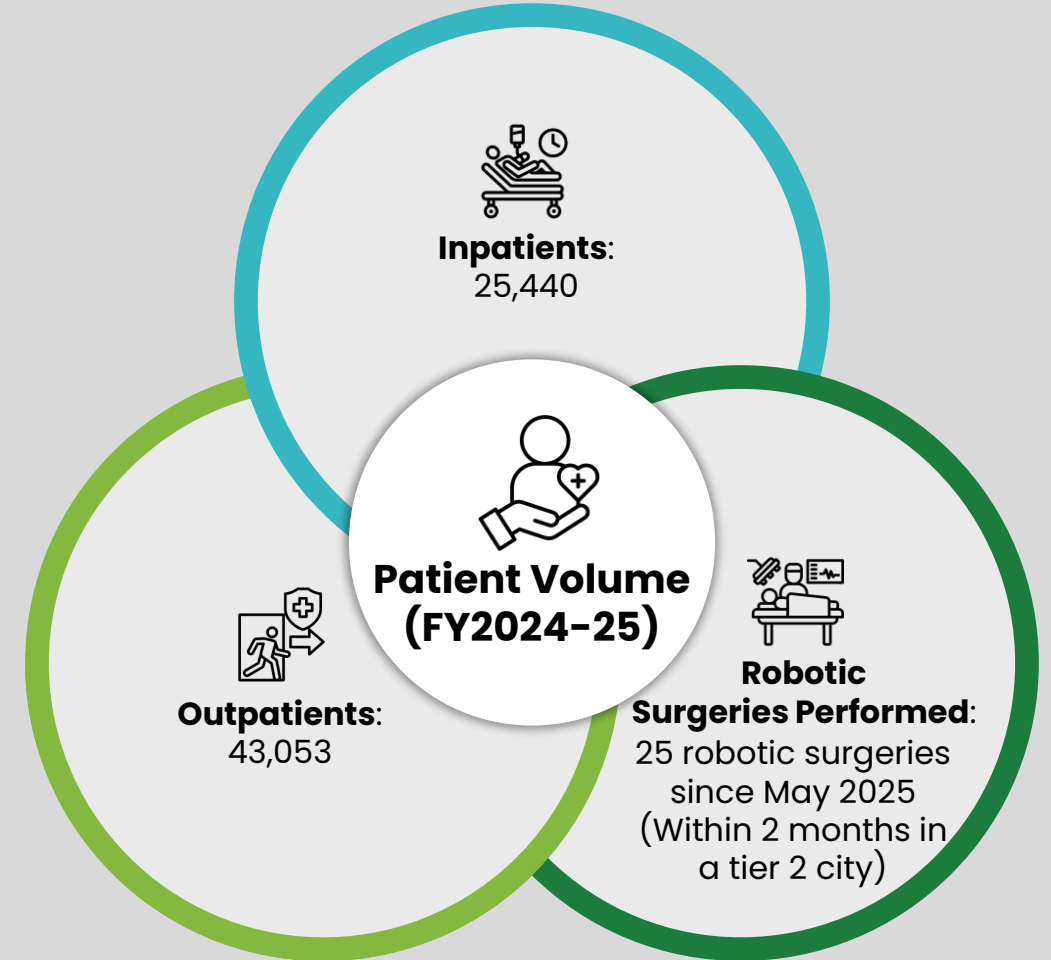 Inpatients:
25,440
Patient Volume
(FY2024-25)
Outpatients:
43,053
Robotic
Surgeries Performed:
25 robotic surgeries
since May 2025
(Within 2 months in
a tier 2 city)